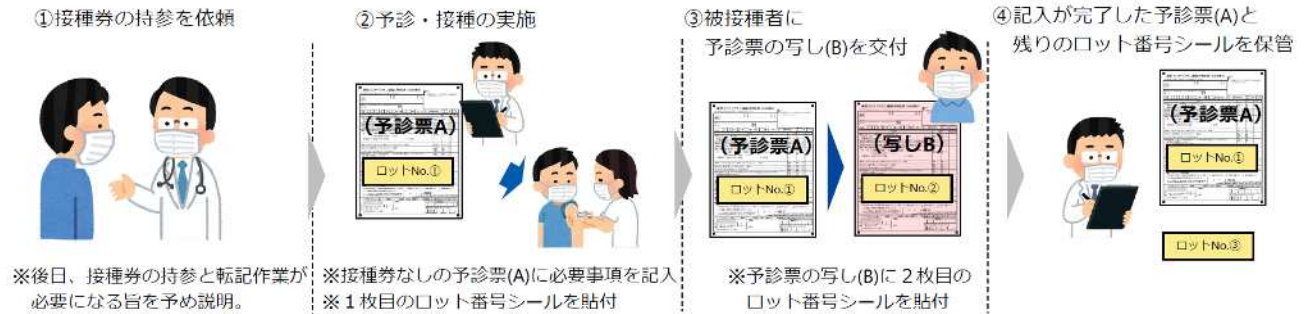 ①接種券の持参を依頼
※後日、接種券の持参と転記作業が
必要になる旨を予め説明。
②予診・接種の実施
(予診票A)
ロットNo.①
※接種券なしの予診票(A)に必要事項を記入
※１枚目のロット番号シールを貼付
③被接種者に
予診票の写し(B)を交付
(予診票A)
ロットNo.①
(写しB)
ロットNo.②
※予診票の写し(B)に２枚目の
ロット番号シールを貼付
④記入が完了した予診票(A)と
残りのロット番号シールを保管
(予診票A)
ロットNo.①
ロットNo.③